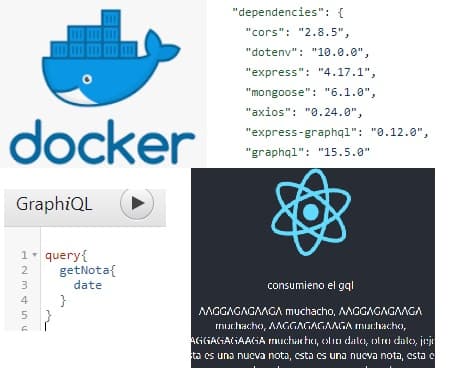 docker
"dependencies": {
"cors": "2.8.5",
"dotenv": "10.0.0",
"express": "4.17.1",
"mongoose": "6.1.0",
"axios": "0.24.0",
"express-graphql": "0.12.0",
"graphql": "15.5.0"
GraphiQL
1 query{
2 getNota{
3 date
4 }
5 }
6
consumieno el gql
AAGGAGAGAAGA muchacho, AAGGAGAGAAGA
muchacho, AAGGAGAGAAGA muchacho,
AGGAGAGAAGA muchacho, otro dato, otro dato, jeje
sta es una nueva nota, esta es una nueva nota, esta e